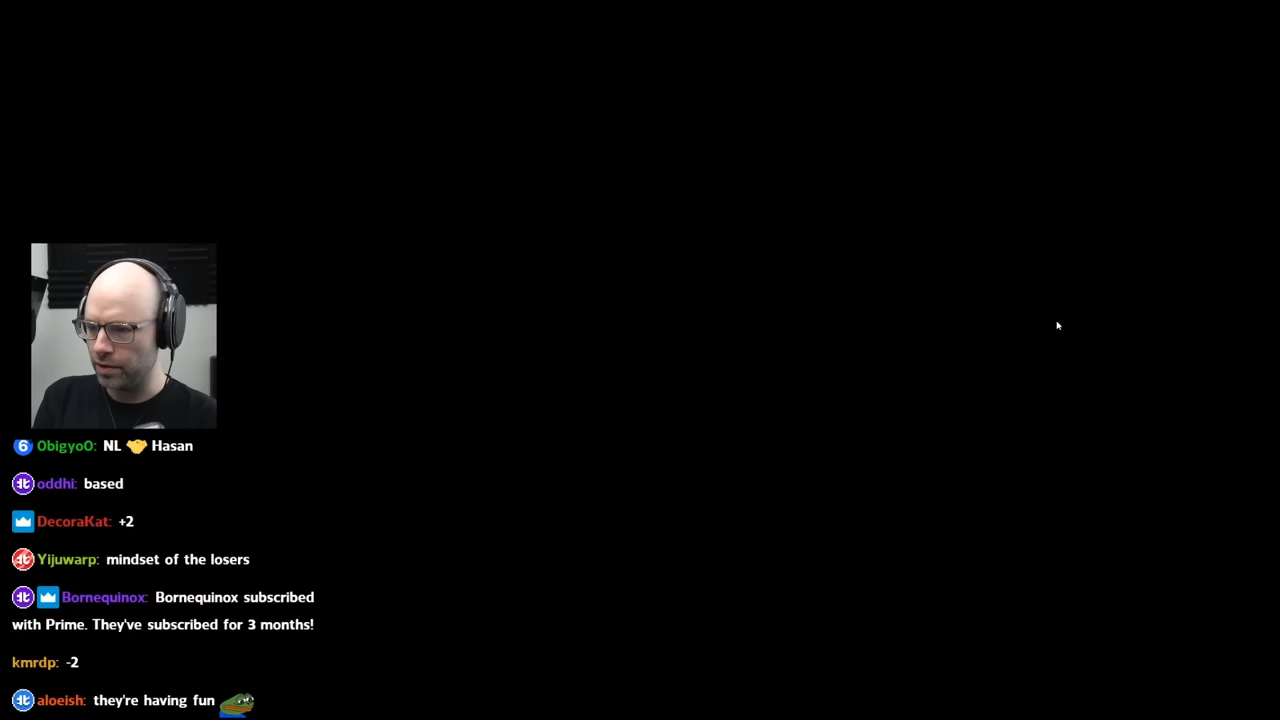 6 ObigyoO: NL Hasan
oddhi: based
DecoraKat: +2
Yijuwarp: mindset of the losers
Bornequinox: Bornequinox subscribed
with Prime. They've subscribed for 3 months!
kmrdp: -2
aloeish: they're having fun